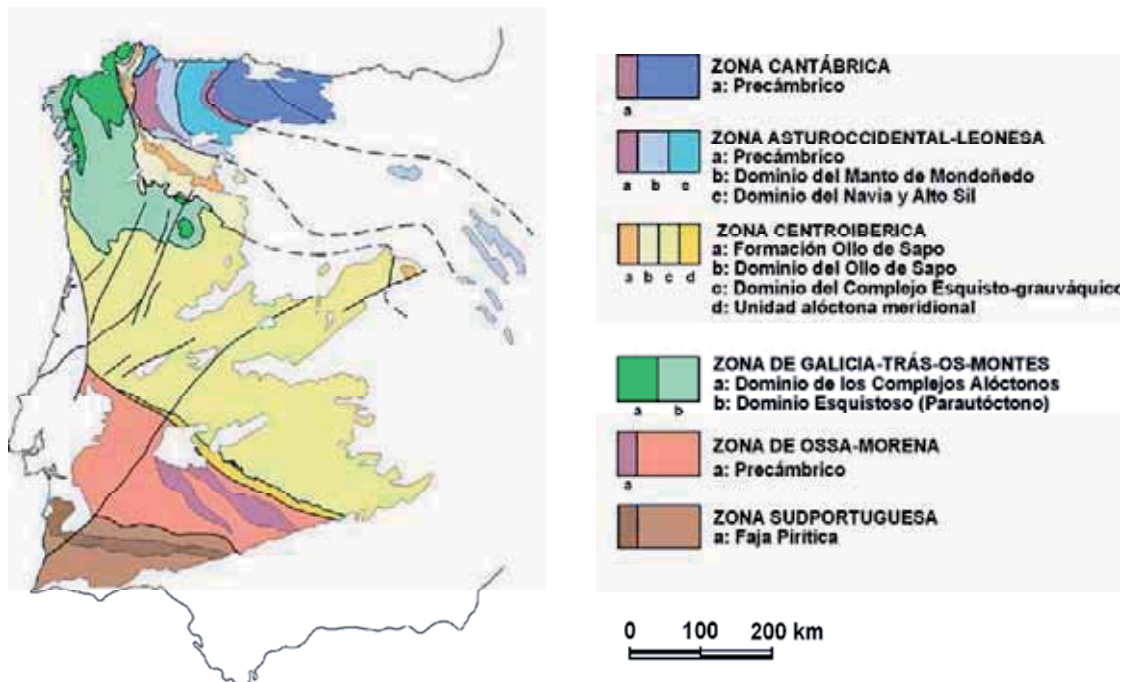 ZONA CANTÁBRICA
a: Precámbrico
a
ZONA ASTUROCCIDENTAL-LEONESA
a: Precámbrico
b: Dominio del Manto de Mondoñedo
c: Dominio del Navia y Alto Sil
a b c
ZONA CENTROIBERICA
a: Formación Ollo de Sapo
b: Dominio del Ollo de Sapo
c: Dominio del Complejo Esquisto-grauváquico
d: Unidad alóctona meridional
a b c d
ZONA DE GALICIA-TRÁS-OS-MONTES
a: Dominio de los Complejos Alóctonos
b: Dominio Esquistoso (Parautóctono)
a b
ZONA DE OSSA-MORENA
a: Precámbrico
a
ZONA SUDPORTUGUESA
a: Faja Pirítica
0 100 200 km